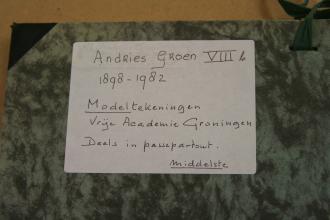 Andries Groen VIII b
1898-1982
Modeltekeningen
Vrije Academie Groningen
Deels in passepartout.
middelste